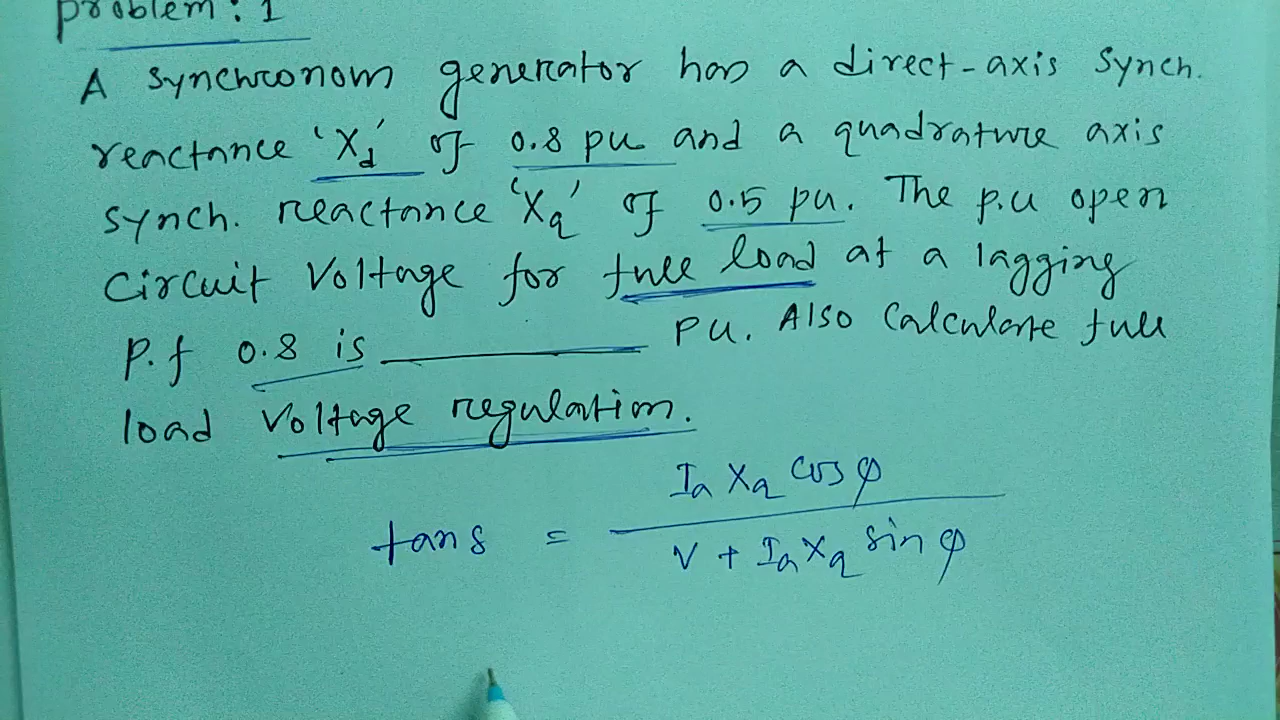 Problem: 1
A synchronous generator has a direct-axis synch.
reactance 'Xd' of 0.8 pu and a quadrature axis
synch. reactance 'Xq' of 0.5 pu. The p.u open
circuit voltage for full load at a lagging
P.f 0.8 is ________ PU. Also calculate full
load voltage regulation.
tan δ = Ia Xq cos φ / V + Ia Xq sin φ